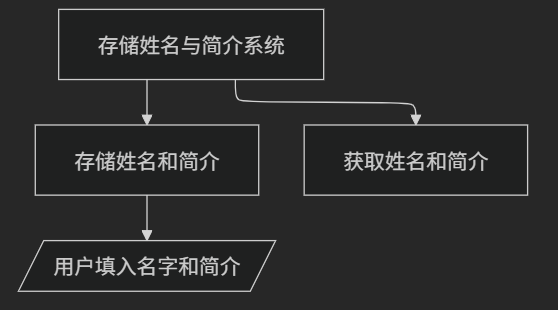 存储姓名与简介系统
存储姓名和简介
获取姓名和简介
用户填入名字和简介